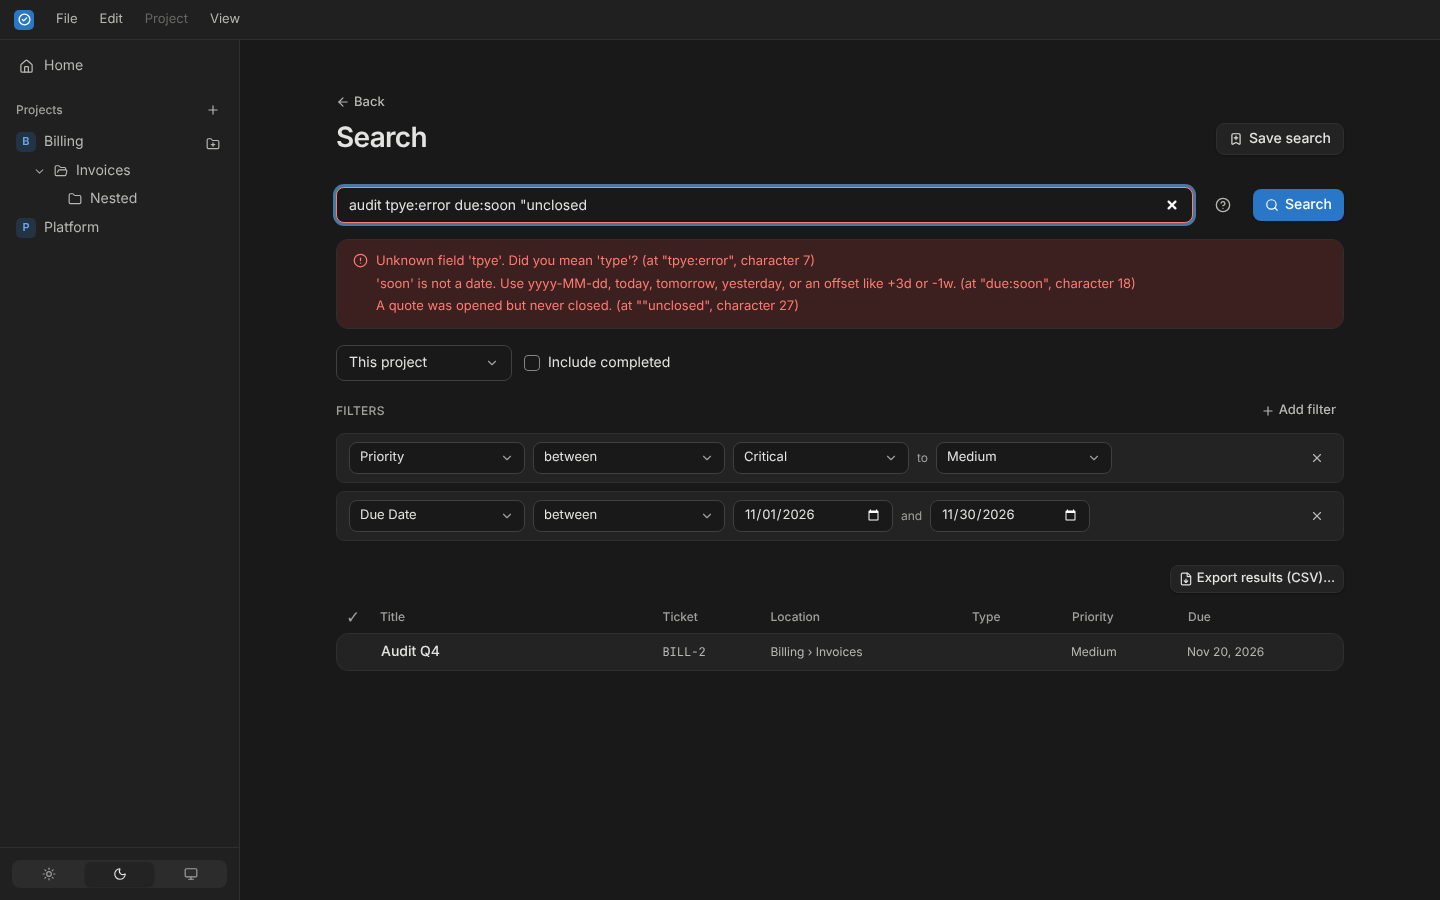 File Edit Project View
Home
Projects
B Billing
Invoices
Nested
P Platform
Back
Search
Save search
audit tpye:error due:soon "unclosed
Search
Unknown field 'tpye'. Did you mean 'type'? (at "tpye:error", character 7)
'soon' is not a date. Use yyyy-MM-dd, today, tomorrow, yesterday, or an offset like +3d or -1w. (at "due:soon", character 18)
A quote was opened but never closed. (at ""unclosed", character 27)
This project Include completed
FILTERS Add filter
Priority between Critical to Medium
Due Date between 11/01/2026 and 11/30/2026
Export results (CSV)...
✓ Title Ticket Location Type Priority Due
Audit Q4 BILL-2 Billing › Invoices Medium Nov 20, 2026